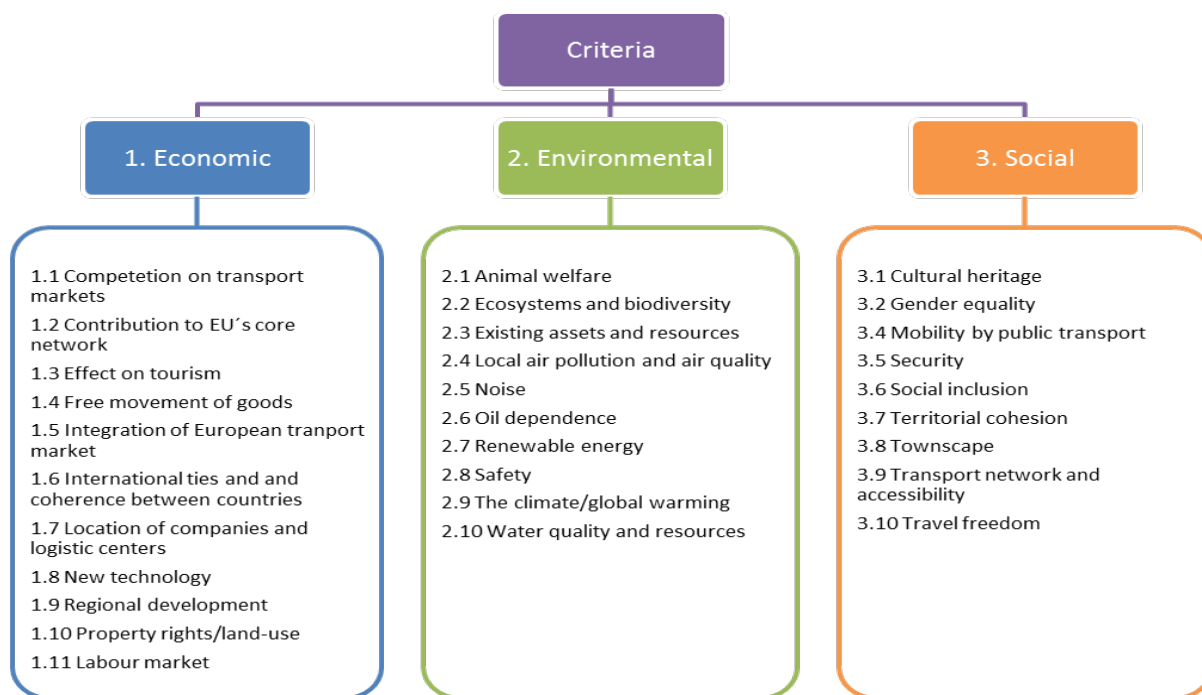 Criteria
1. Economic
2. Environmental
3. Social
1.1 Competetion on transport
markets
1.2 Contribution to EU´s core
network
1.3 Effect on tourism
1.4 Free movement of goods
1.5 Integration of European tranport
market
1.6 International ties and and
coherence between countries
1.7 Location of companies and
logistic centers
1.8 New technology
1.9 Regional development
1.10 Property rights/land-use
1.11 Labour market
2.1 Animal welfare
2.2 Ecosystems and biodiversity
2.3 Existing assets and resources
2.4 Local air pollution and air quality
2.5 Noise
2.6 Oil dependence
2.7 Renewable energy
2.8 Safety
2.9 The climate/global warming
2.10 Water quality and resources
3.1 Cultural heritage
3.2 Gender equality
3.4 Mobility by public transport
3.5 Security
3.6 Social inclusion
3.7 Territorial cohesion
3.8 Townscape
3.9 Transport network and
accessibility
3.10 Travel freedom